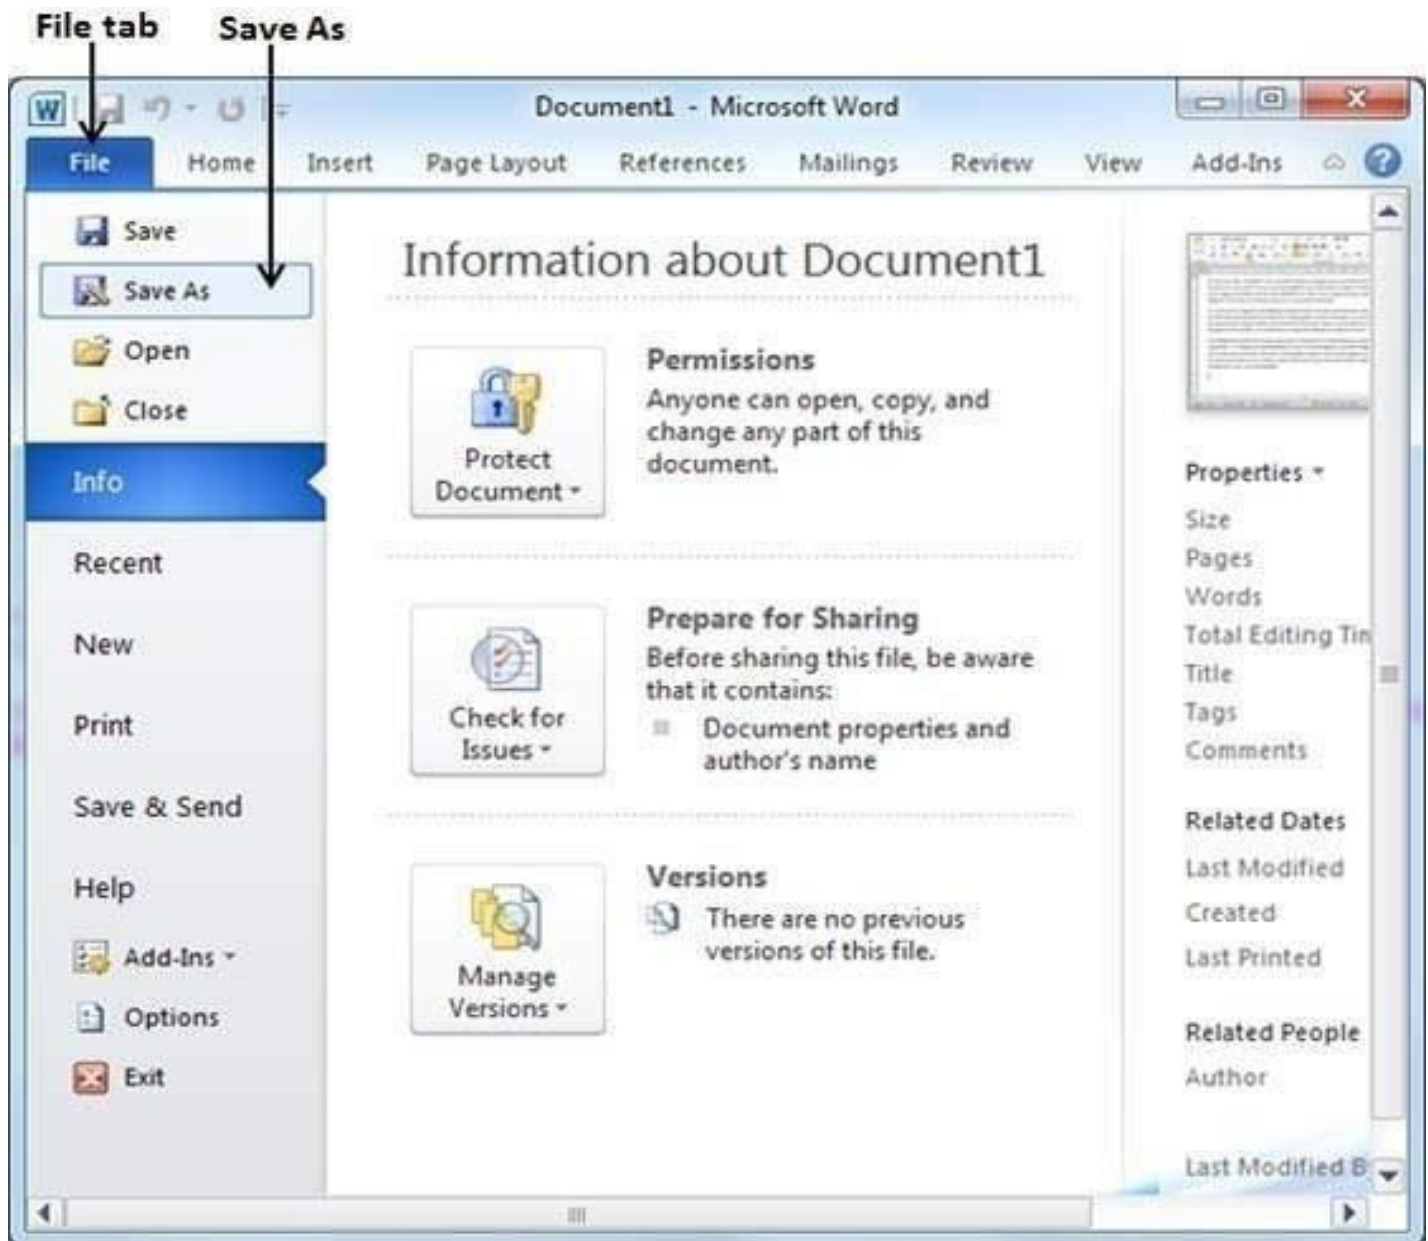 File tab Save As
W
Document1 - Microsoft Word
File Home Insert Page Layout References Mailings Review View Add-Ins ?
Save
Save As
Open
Close
Info
Recent
New
Print
Save & Send
Help
Add-Ins
Options
Exit
Information about Document1
Protect
Document
Permissions
Anyone can open, copy, and
change any part of this
document.
Check for
Issues
Prepare for Sharing
Before sharing this file, be aware
that it contains:
Document properties and
author's name
Manage
Versions
Versions
There are no previous
versions of this file.
Properties
Size
Pages
Words
Total Editing Tim
Title
Tags
Comments
Related Dates
Last Modified
Created
Last Printed
Related People
Author
Last Modified B